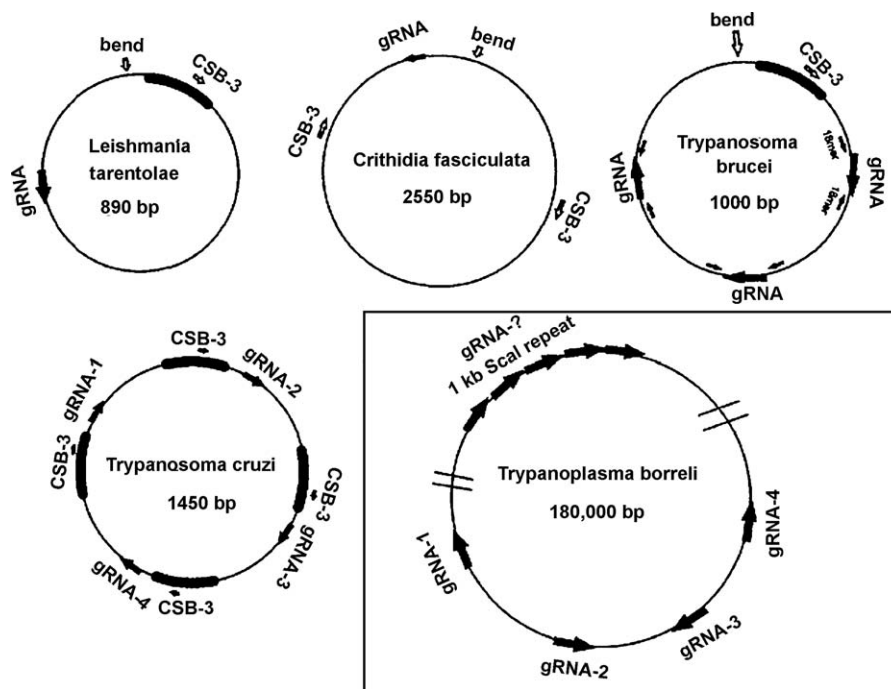 bend
CSB-3
Leishmania
tarentolae
890 bp
gRNA
gRNA
bend
CSB-3
Crithidia fasciculata
2550 bp
CSB-3
bend
CSB-3
Trypanosoma
brucei
1000 bp
18mer
18mer
gRNA
gRNA
gRNA
CSB-3
gRNA-1
gRNA-2
CSB-3
Trypanosoma cruzi
1450 bp
CSB-3
gRNA-3
gRNA-4
CSB-3
gRNA-?
1 kb ScaI repeat
Trypanoplasma borreli
180,000 bp
gRNA-1
gRNA-4
gRNA-2
gRNA-3